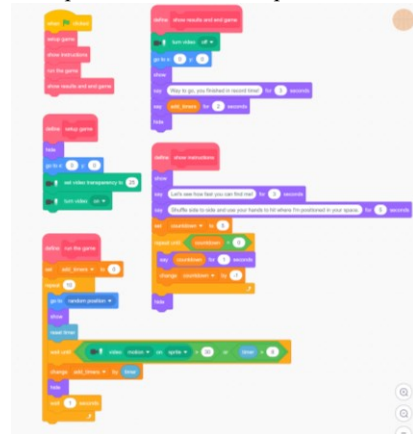 when clicked
setup game
show instructions
run the game
show results and end game
define setup game
hide
go to x: 0 y: 0
set video transparency to 25
turn video on
define run the game
set add_timers to 0
repeat 10
go to random position
show
reset timer
wait until video motion on sprite > 30 or timer > 8
change add_timers by timer
hide
wait 1 seconds
define show results and end game
turn video off
go to x: 0 y: 0
show
say Way to go, you finished in record time! for 3 seconds
say add_timers for 2 seconds
hide
define show instructions
show
say Let's see how fast you can find me! for 3 seconds
say Shuffle side to side and use your hands to hit where I'm positioned in your space. for 5 seconds
set countdown to
repeat until countdown = 0
say countdown for 1 seconds
change countdown by -1
hide